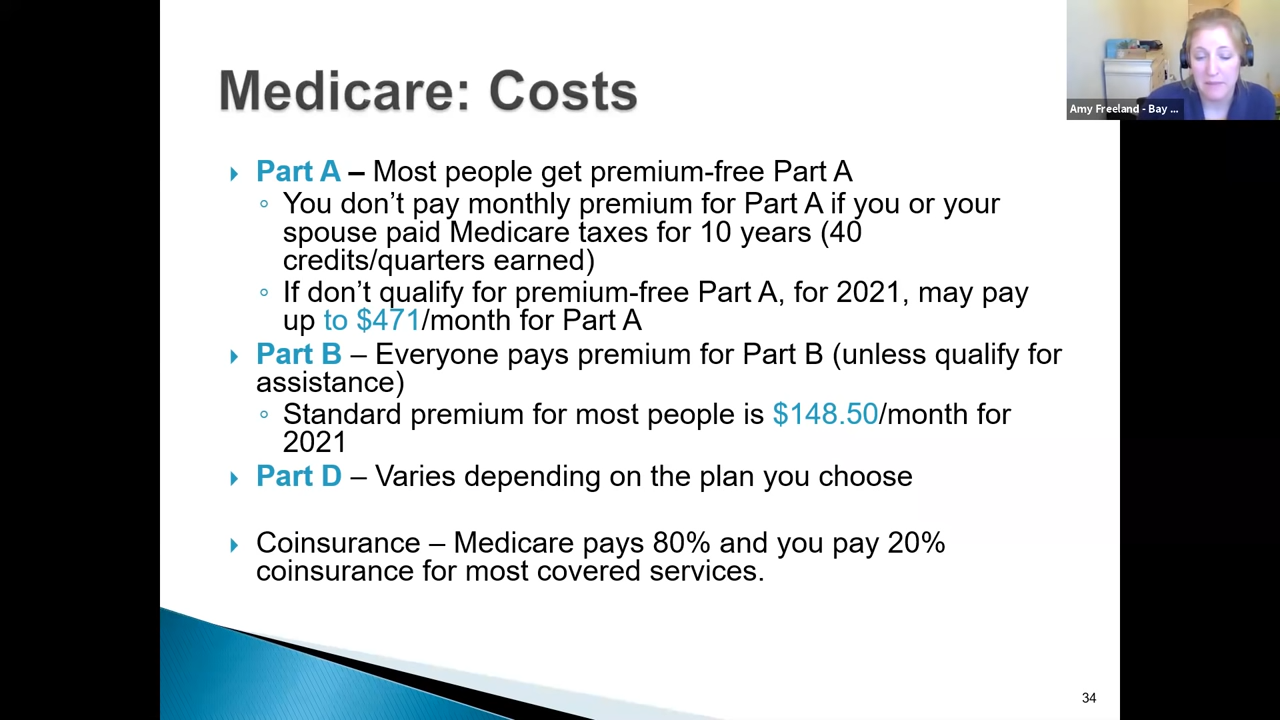 Medicare: Costs
Amy Freeland - Bay ...
Part A – Most people get premium-free Part A
You don’t pay monthly premium for Part A if you or your
spouse paid Medicare taxes for 10 years (40
credits/quarters earned)
If don’t qualify for premium-free Part A, for 2021, may pay
up to $471/month for Part A
Part B – Everyone pays premium for Part B (unless qualify for
assistance)
Standard premium for most people is $148.50/month for
2021
Part D – Varies depending on the plan you choose
Coinsurance – Medicare pays 80% and you pay 20%
coinsurance for most covered services.
34